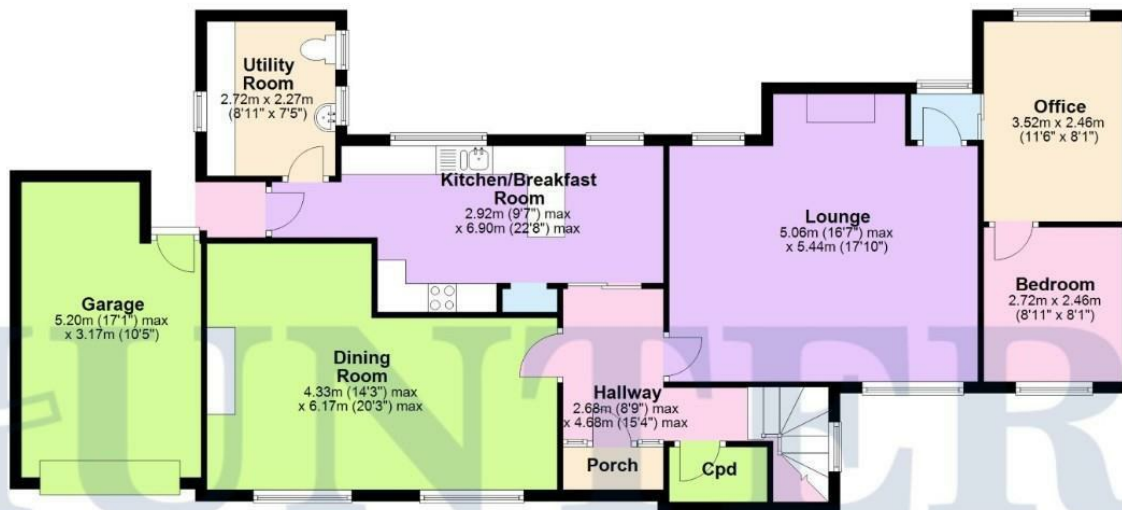 Utility
Room
2.72m x 2.27m
(8'11" x 7'5")
Office
3.52m x 2.46m
(11'6" x 8'1")
Kitchen/Breakfast
Room
2.92m (9'7") max
x 6.90m (22'8") max
Lounge
5.06m (16'7") max
x 5.44m (17'10")
Garage
5.20m (17'1") max
x 3.17m (10'5")
Bedroom
2.72m x 2.46m
(8'11" x 8'1")
Dining
Room
4.33m (14'3") max
x 6.17m (20'3") max
Hallway
2.68m (8'9") max
x 4.68m (15'4") max
Porch
Cpd
UNTER